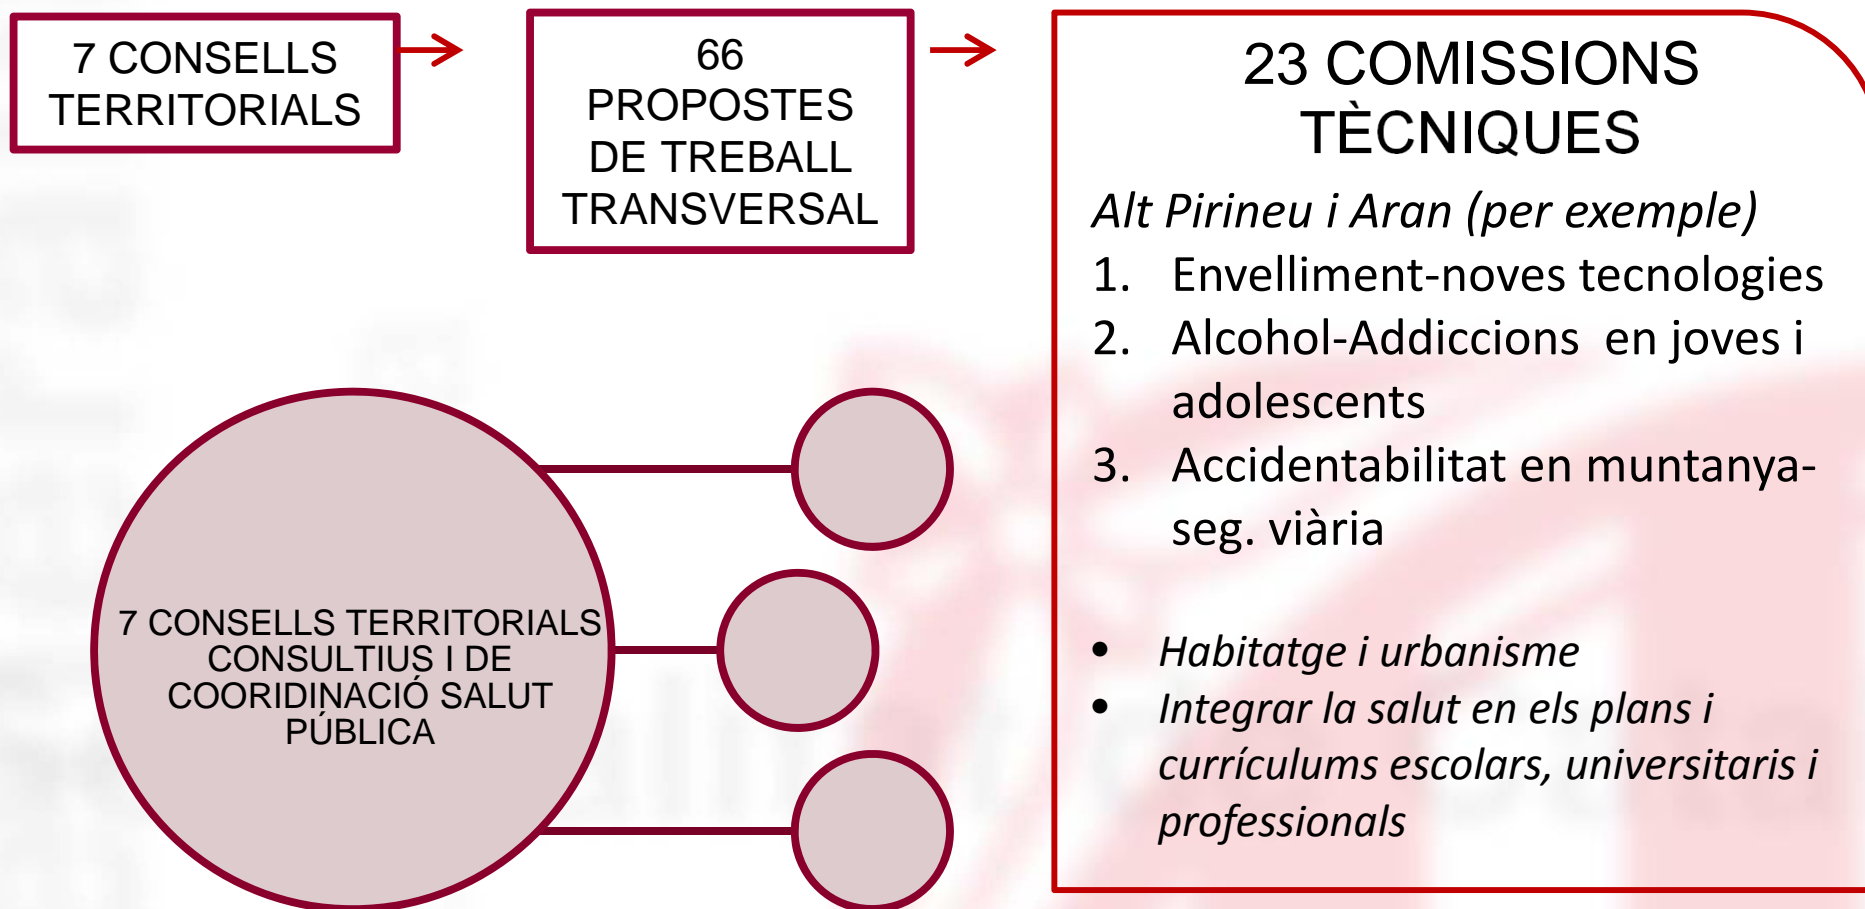 7 CONSELLS
TERRITORIALS
66
PROPOSTES
DE TREBALL
TRANSVERSAL
23 COMISSIONS
TÈCNIQUES
Alt Pirineu i Aran (per exemple)
1. Envelliment-noves tecnologies
2. Alcohol-Addiccions en joves i
adolescents
3. Accidentabilitat en muntanya-
seg. viària
• Habitatge i urbanisme
• Integrar la salut en els plans i
currículums escolars, universitaris i
professionals
7 CONSELLS TERRITORIALS
CONSULTIUS I DE
COORIDINACIÓ SALUT
PÚBLICA